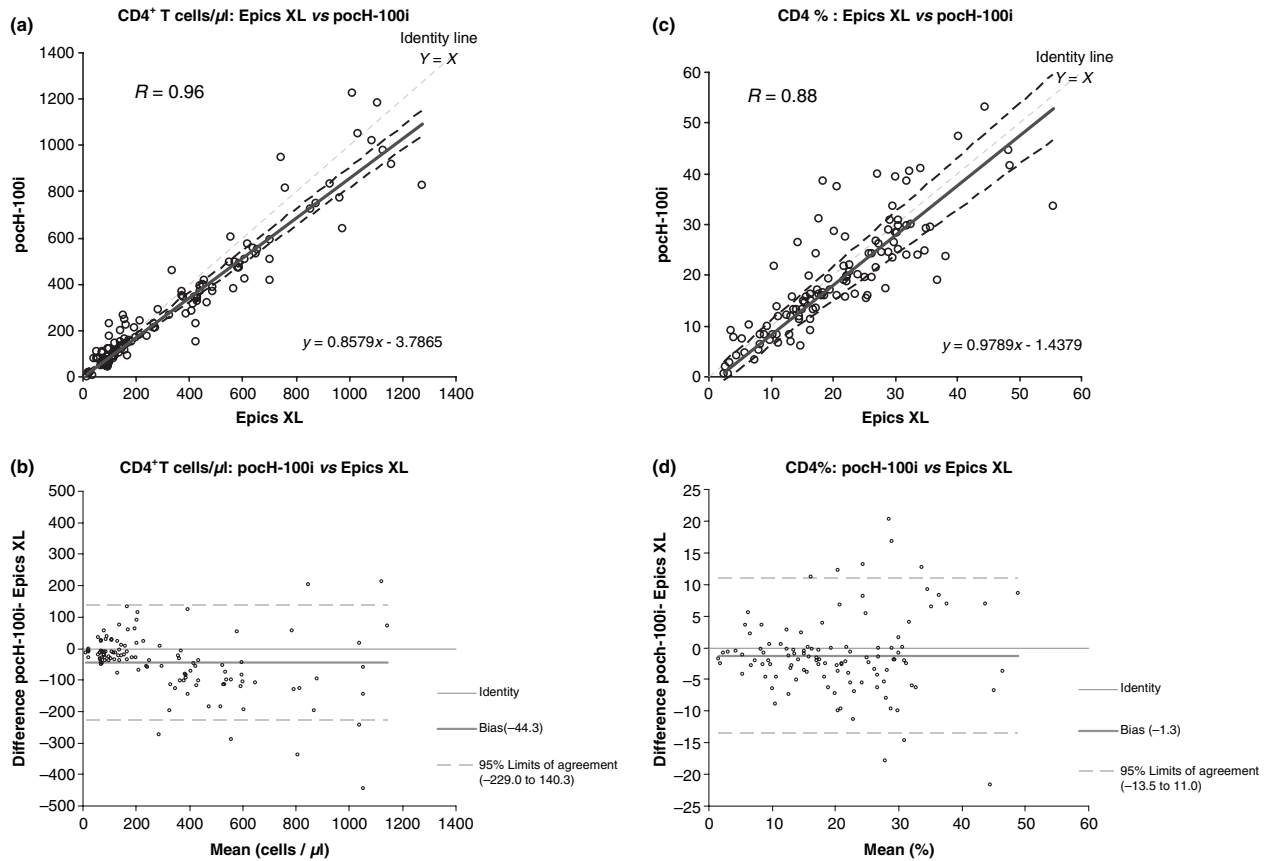 (a)
CD4+ T cells/µl: Epics XL vs pocH-100i
Identity line
Y = X
R = 0.96
y = 0.8579x - 3.7865
pocH-100i
1400
1200
1000
800
600
400
200
0
0 200 400 600 800 1000 1200 1400
Epics XL
(c)
CD4 % : Epics XL vs pocH-100i
Identity line
Y = X
R = 0.88
y = 0.9789x - 1.4379
pocH-100i
60
50
40
30
20
10
0
0 10 20 30 40 50 60
Epics XL
(b)
CD4+T cells/µl: pocH-100i vs Epics XL
Difference pocH-100i- Epics XL
500
400
300
200
100
0
–100
–200
–300
–400
–500
0 200 400 600 800 1000 1200 1400
Mean (cells / µl)
Identity
Bias(–44.3)
95% Limits of agreement
(–229.0 to 140.3)
(d)
CD4%: pocH-100i vs Epics XL
Difference poch-100i- Epics XL
25
20
15
10
5
0
–5
–10
–15
–20
–25
0 10 20 30 40 50 60
Mean (%)
Identity
Bias (–1.3)
95% Limits of agreement
(–13.5 to 11.0)